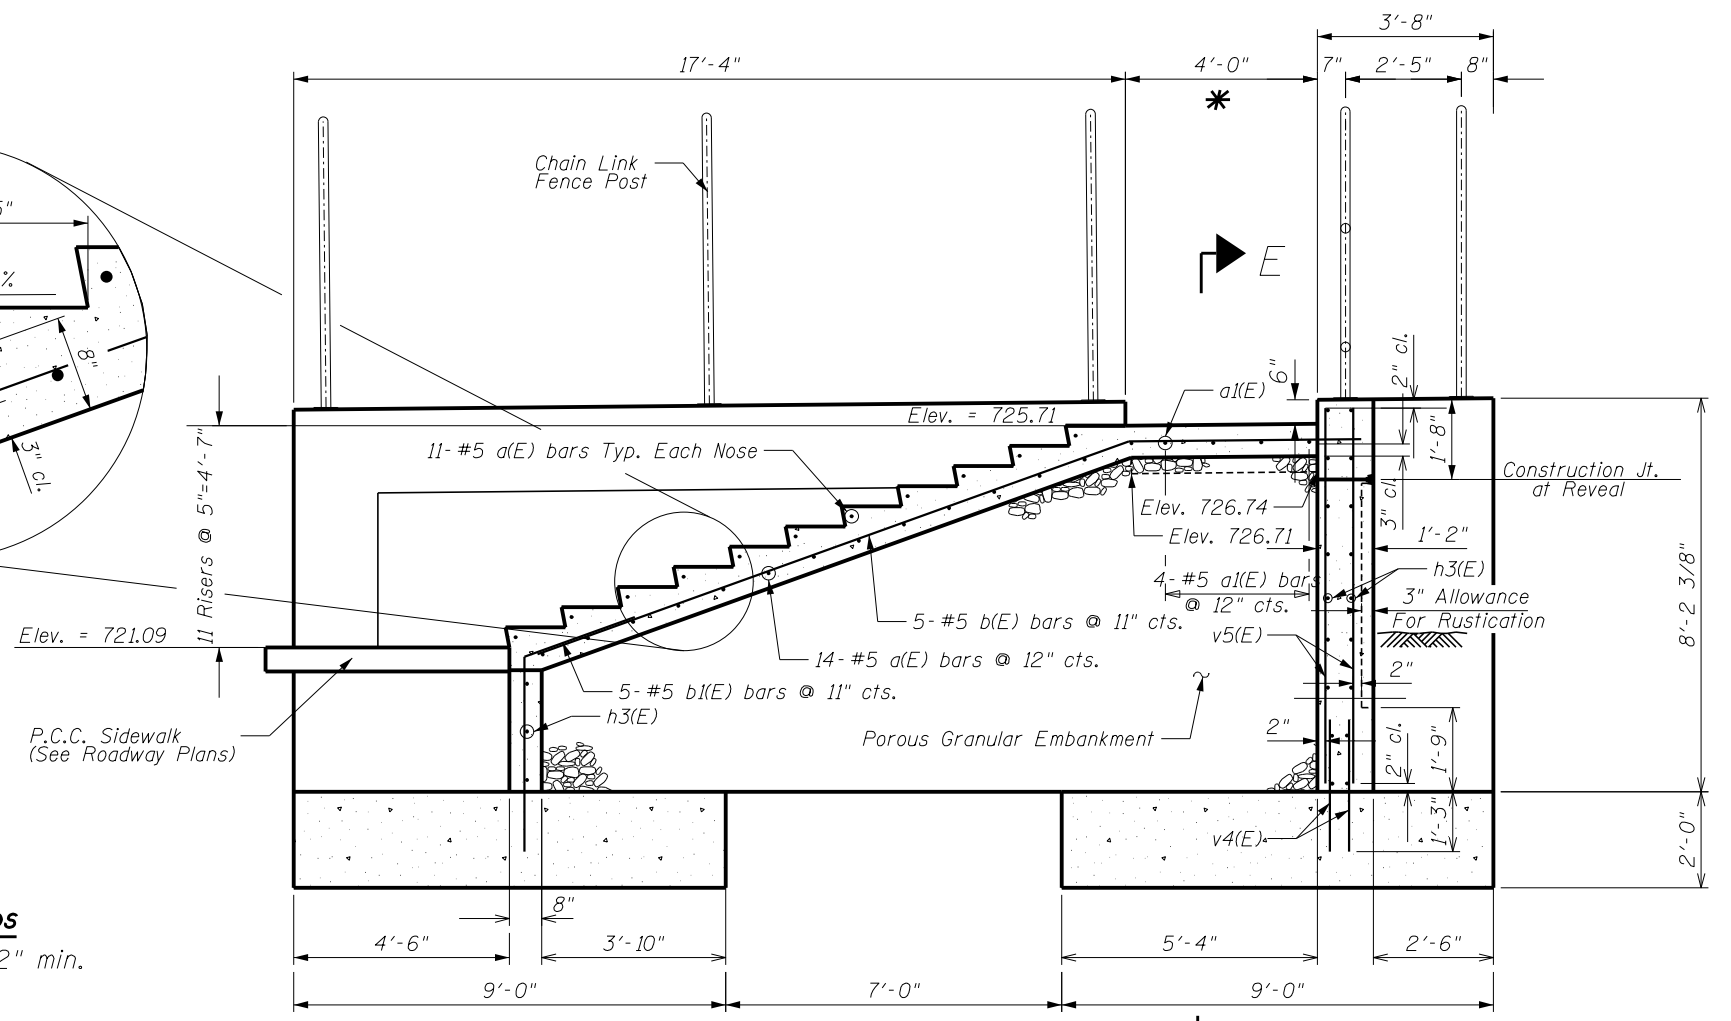 3'-8"
17'-4"
4'-0"
7"
2'-5"
8"
*
Chain Link
Fence Post
E
5"
%
8"
3" cl.
6"
2" cl.
a1(E)
Elev. = 725.71
11-#5 a(E) bars Typ. Each Nose
1'-8"
3" cl.
Construction Jt.
at Reveal
Elev. 726.74
Elev. 726.71
1'-2"
11 Risers @ 5"=4'-7"
4-#5 a1(E) bars
@ 12" cts.
h3(E)
3" Allowance
For Rustication
8'-2 3/8"
Elev. = 721.09
5-#5 b(E) bars @ 11" cts.
v5(E)
14-#5 a(E) bars @ 12" cts.
2"
5-#5 b1(E) bars @ 11" cts.
h3(E)
P.C.C. Sidewalk
(See Roadway Plans)
Porous Granular Embankment
2"
2" cl.
1'-9"
v4(E)
1'-3"
2'-0"
8"
2" min.
4'-6"
3'-10"
5'-4"
2'-6"
9'-0"
7'-0"
9'-0"